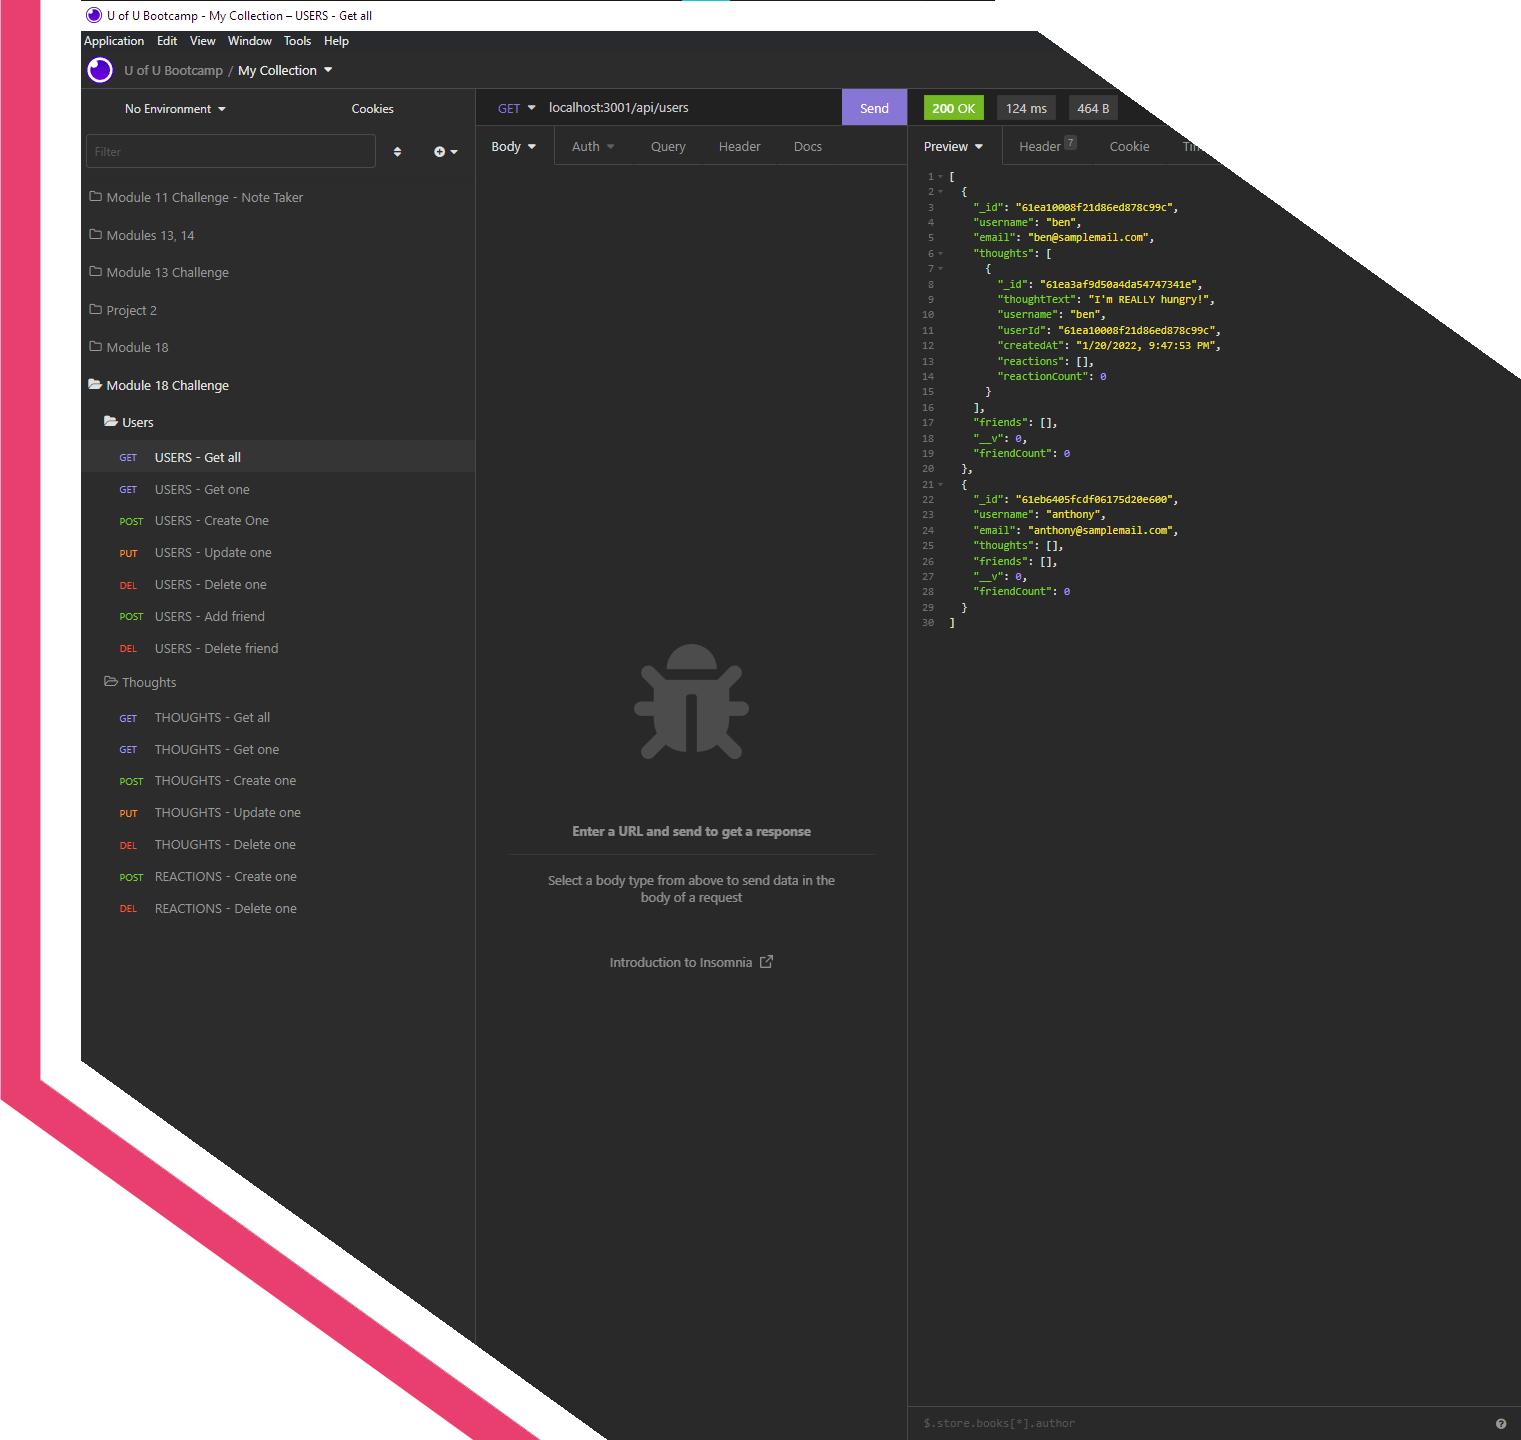 U of U Bootcamp - My Collection – USERS - Get all
Application Edit View Window Tools Help
U of U Bootcamp / My Collection
No Environment Cookies
Filter
Module 11 Challenge - Note Taker
Modules 13, 14
Module 13 Challenge
Project 2
Module 18
Module 18 Challenge
Users
GET USERS - Get all
GET USERS - Get one
POST USERS - Create One
PUT USERS - Update one
DEL USERS - Delete one
POST USERS - Add friend
DEL USERS - Delete friend
Thoughts
GET THOUGHTS - Get all
GET THOUGHTS - Get one
POST THOUGHTS - Create one
PUT THOUGHTS - Update one
DEL THOUGHTS - Delete one
POST REACTIONS - Create one
DEL REACTIONS - Delete one
GET localhost:3001/api/users Send
Body Auth Query Header Docs
Enter a URL and send to get a response
Select a body type from above to send data in the
body of a request
Introduction to Insomnia
200 OK 124 ms 464 B
Preview Header 7 Cookie
1 [
2 {
3 "_id": "61ea10008f21d86ed878c99c",
4 "username": "ben",
5 "email": "ben@samplemail.com",
6 "thoughts": [
7 {
8 "_id": "61ea3af9d50a4da54747341e",
9 "thoughtText": "I'm REALLY hungry!",
10 "username": "ben",
11 "userId": "61ea10008f21d86ed878c99c",
12 "createdAt": "1/20/2022, 9:47:53 PM",
13 "reactions": [],
14 "reactionCount": 0
15 }
16 ],
17 "friends": [],
18 "__v": 0,
19 "friendCount": 0
20 },
21 {
22 "_id": "61eb6405fcdf06175d20e600",
23 "username": "anthony",
24 "email": "anthony@samplemail.com",
25 "thoughts": [],
26 "friends": [],
27 "__v": 0,
28 "friendCount": 0
29 }
30 ]
$.store.books[*].author